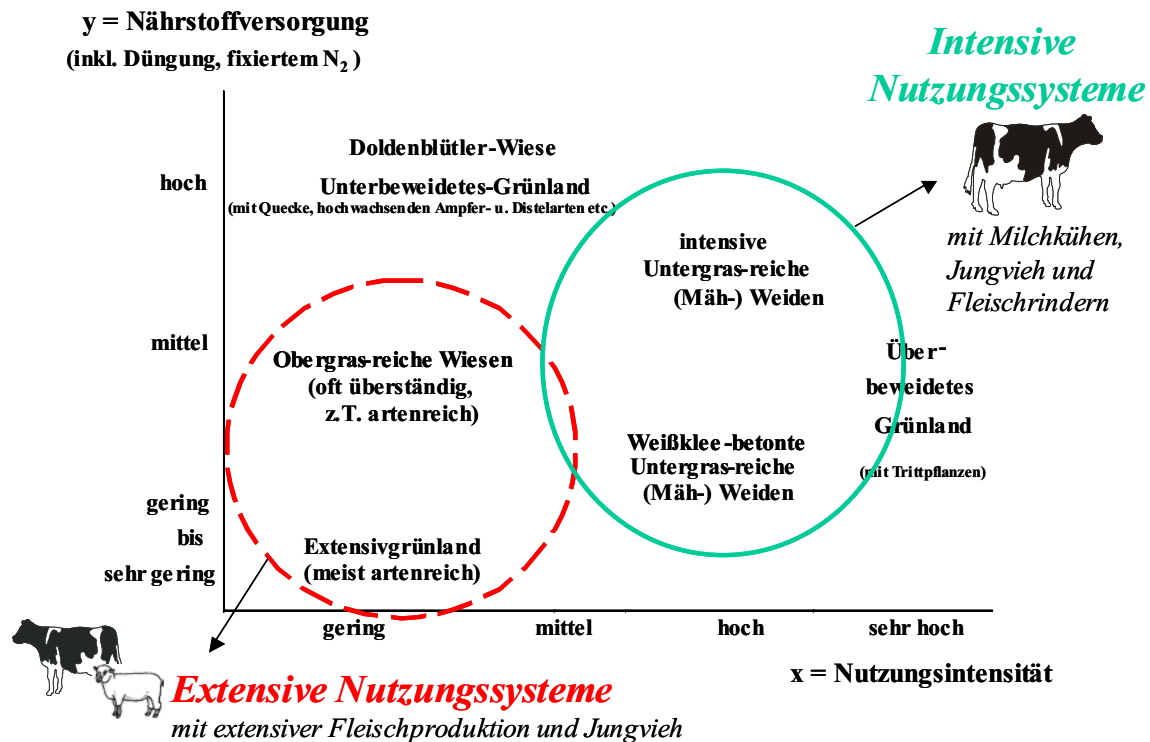 y = Nährstoffversorgung
(inkl. Düngung, fixiertem N₂ )
Intensive
Nutzungssysteme
mit Milchkühen,
Jungvieh und
Fleischrindern
hoch
mittel
gering
bis
sehr gering
Doldenblütler-Wiese
Unterbeweidetes-Grünland
(mit Quecke, hochwachsenden Ampfer- u. Distelarten etc.)
intensive
Untergras-reiche
(Mäh-) Weiden
Obergras-reiche Wiesen
(oft überständig,
z.T. artenreich)
Über-
beweidetes
Grünland
(mit Trittpflanzen)
Weißklee-betonte
Untergras-reiche
(Mäh-) Weiden
Extensivgrünland
(meist artenreich)
gering mittel hoch sehr hoch
x = Nutzungsintensität
Extensive Nutzungssysteme
mit extensiver Fleischproduktion und Jungvieh